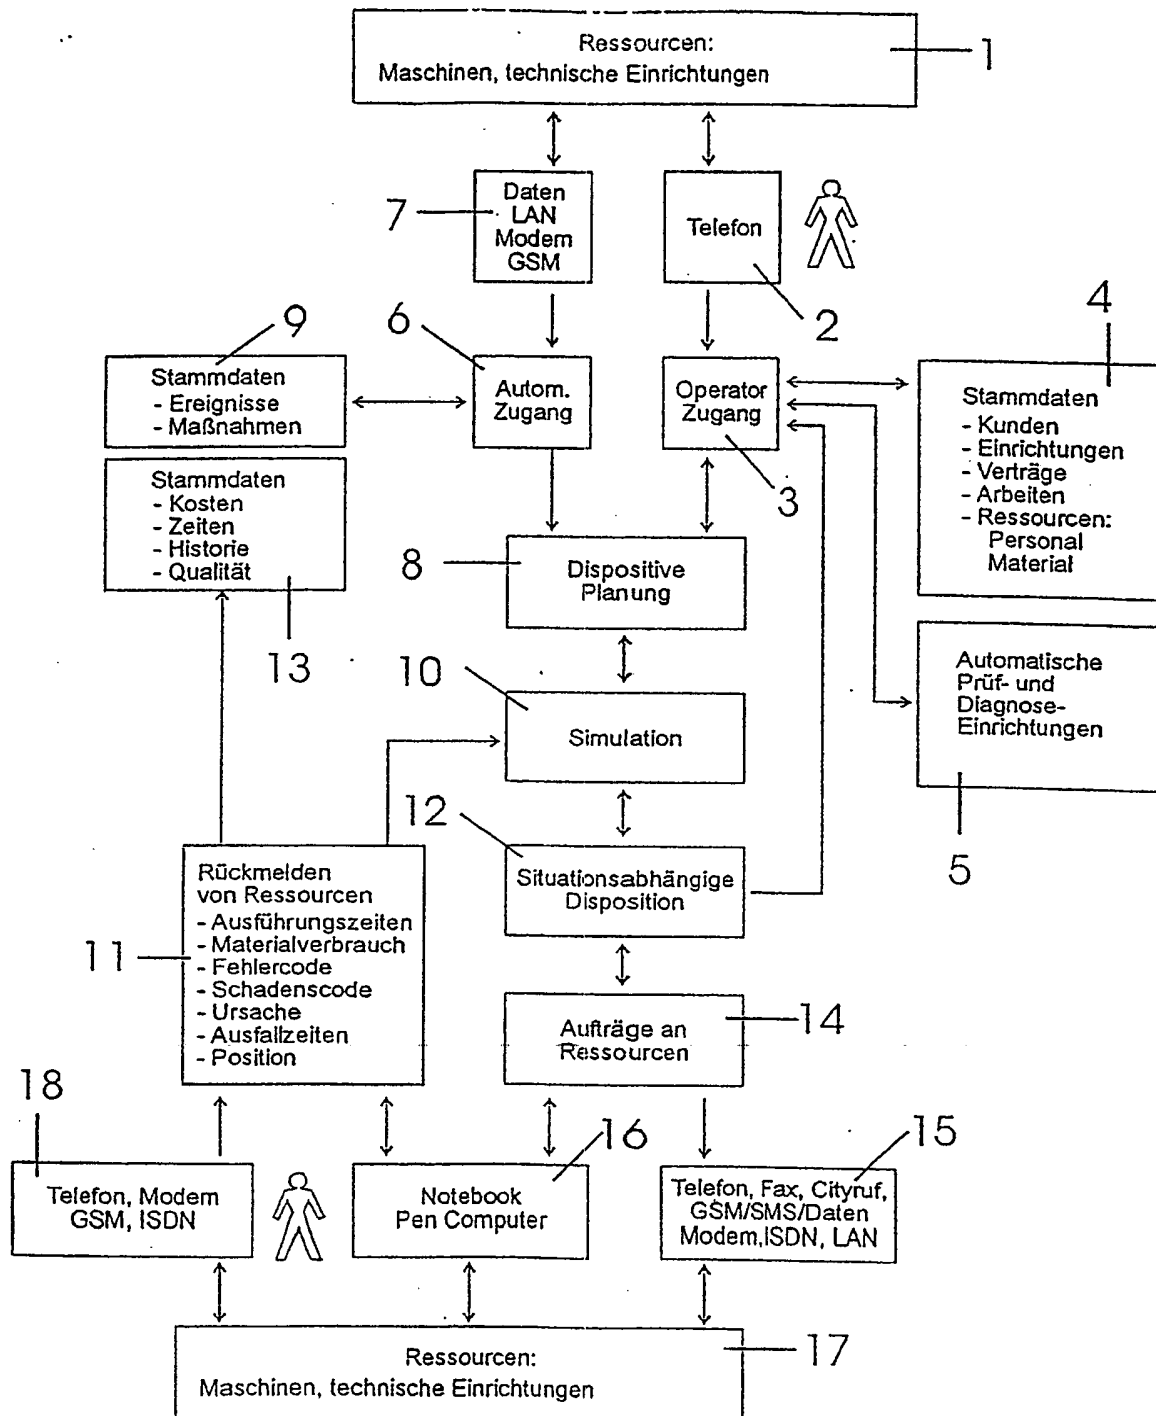 Ressourcen:
Maschinen, technische Einrichtungen
1
Daten
LAN
Modem
GSM
7
Telefon
2
4
9
6
Stammdaten
- Ereignisse
- Maßnahmen
Autom.
Zugang
Operator
Zugang
3
Stammdaten
- Kunden
- Einrichtungen
- Verträge
- Arbeiten
- Ressourcen:
Personal
Material
Stammdaten
- Kosten
- Zeiten
- Historie
- Qualität
13
8
Dispositive
Planung
Automatische
Prüf- und
Diagnose-
Einrichtungen
5
10
Simulation
12
Situationsabhängige
Disposition
Rückmelden
von Ressourcen
- Ausführungszeiten
- Materialverbrauch
- Fehlercode
- Schadenscode
- Ursache
- Ausfallzeiten
- Position
11
Aufträge an
Ressourcen
14
18
16
15
Telefon, Modem
GSM, ISDN
Notebook
Pen Computer
Telefon, Fax, Cityruf,
GSM/SMS/Daten
Modem,ISDN, LAN
Ressourcen:
Maschinen, technische Einrichtungen
17